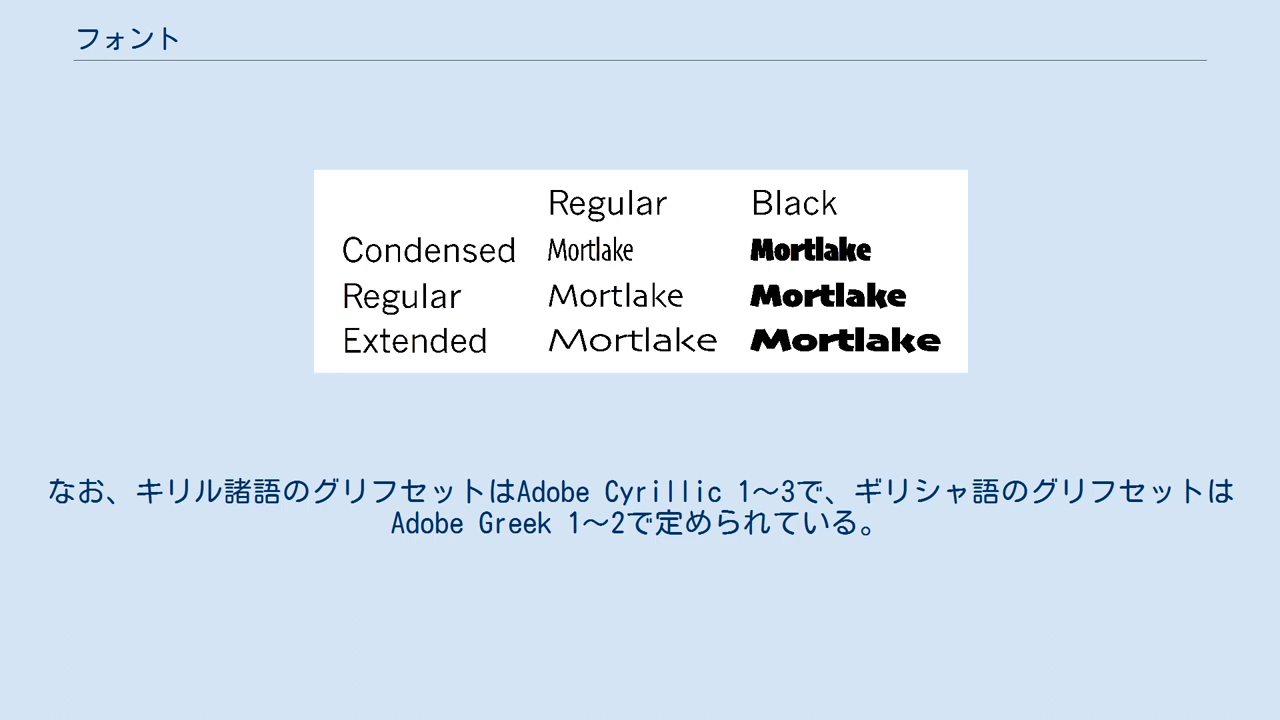 フォント
Regular Black
Condensed Mortlake Mortlake
Regular Mortlake Mortlake
Extended Mortlake Mortlake
なお、キリル諸語のグリフセットはAdobe Cyrillic 1〜3で、ギリシャ語のグリフセットは
Adobe Greek 1〜2で定められている。